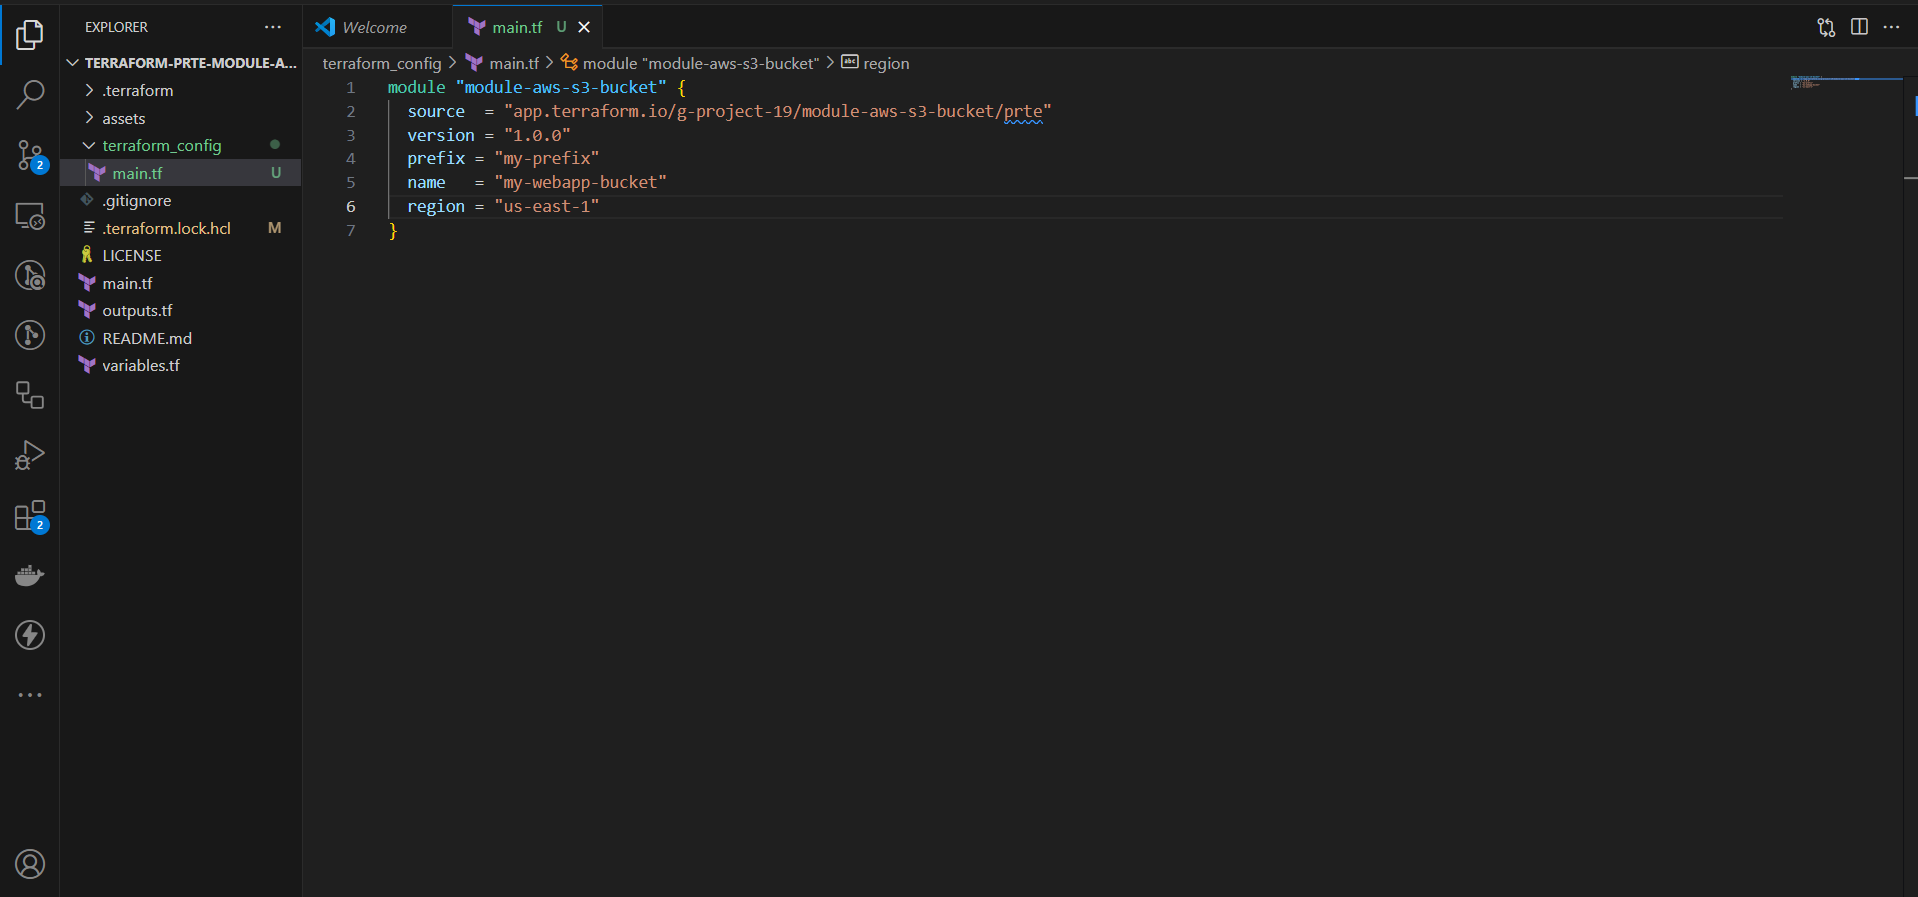 EXPLORER
TERRAFORM-PRTE-MODULE-A...
.terraform
assets
terraform_config
main.tf U
.gitignore
.terraform.lock.hcl M
LICENSE
main.tf
outputs.tf
README.md
variables.tf
2
2
Welcome
main.tf U
terraform_config > main.tf > module "module-aws-s3-bucket" > abc region
1 module "module-aws-s3-bucket" {
2 source = "app.terraform.io/g-project-19/module-aws-s3-bucket/prte"
3 version = "1.0.0"
4 prefix = "my-prefix"
5 name = "my-webapp-bucket"
6 region = "us-east-1"
7 }